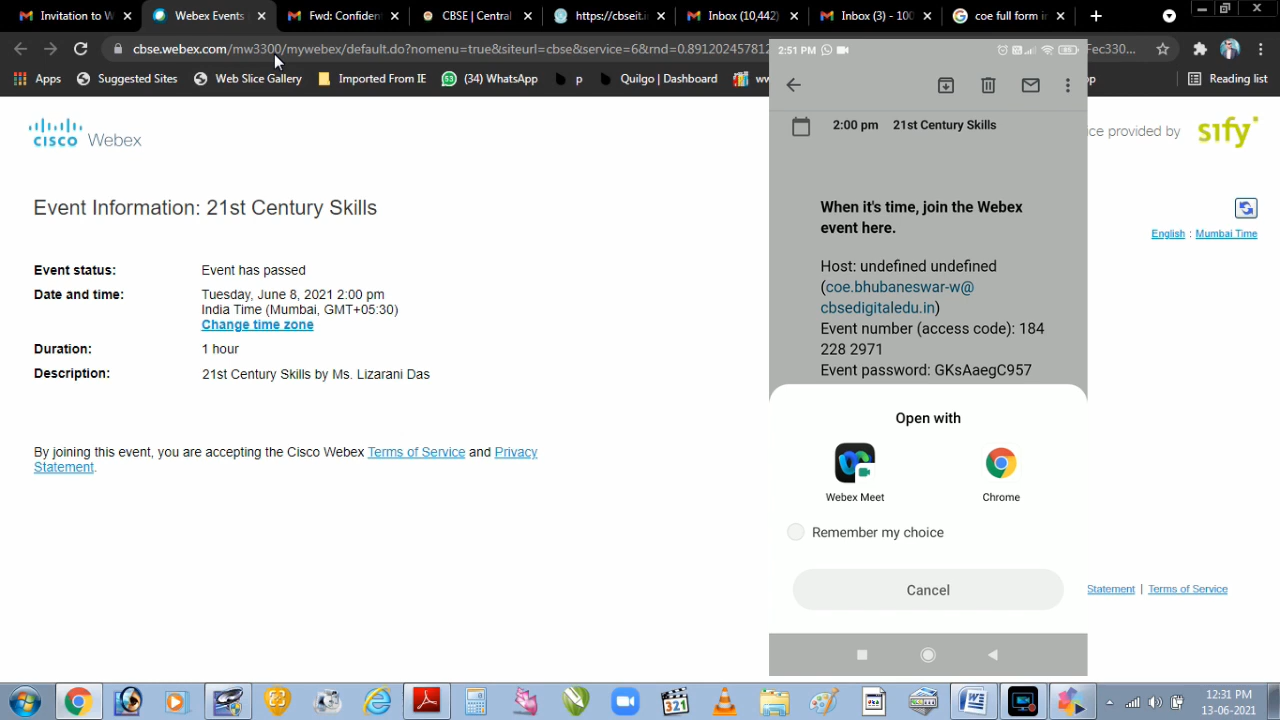 Invitation to W
Webex Events
Fwd: Confident
CBSE | Central
https://cbseit.i
Inbox (10,442)
Inbox (3) - 100
coe full form in
cbse.webex.com/mw3300/mywebex/default.do?nomenu=true&siteurl=cbse&service=6&rnd=0.891202457812
ec330...
Apps
Suggested Sites
Web Slice Gallery
Imported From IE
(34) WhatsApp
p
Quilgo | Dashboard
Reading list
cisco Webex
ce provided by
sify
Event Information: 21st Century Skills
English : Mumbai Time
Event status: Event has passed
Date and time: Tuesday, June 8, 2021 2:00 pm
India Time (Mumbai, GMT+05:30)
Change time zone
Duration: 1 hour
Description: 21st Century Skills by Ms. Lizarani Das
By joining this event, you are accepting the Cisco Webex Terms of Service and Privacy
Statement.
2:51 PM
2:00 pm 21st Century Skills
When it's time, join the Webex
event here.
Host: undefined undefined
(coe.bhubaneswar-w@
cbsedigitaledu.in)
Event number (access code): 184
228 2971
Event password: GKsAaegC957
Open with
Webex Meet
Chrome
Remember my choice
Cancel
Statement | Terms of Service
321
12:31 PM
13-06-2021